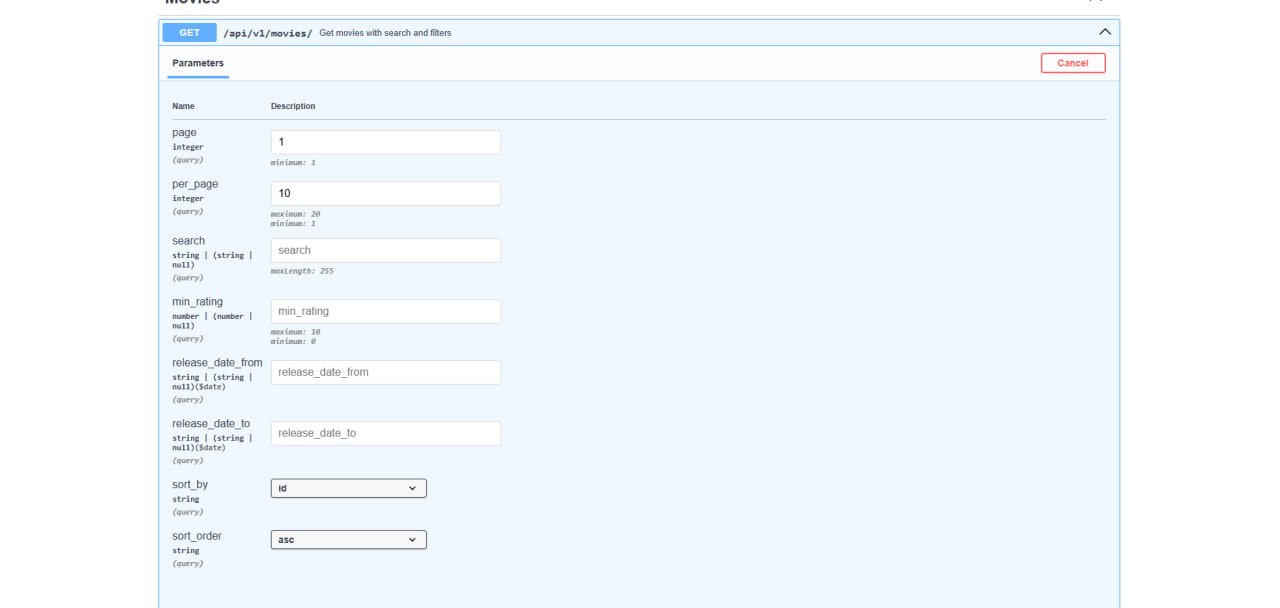 Movies
GET /api/v1/movies/ Get movies with search and filters
Parameters
Cancel
Name Description
page
integer
(query)
1
minimum: 1
per_page
integer
(query)
10
maximum: 20
minimum: 1
search
string | (string |
null)
(query)
search
maxLength: 255
min_rating
number | (number |
null)
(query)
min_rating
maximum: 10
minimum: 0
release_date_from
string | (string |
null)($date)
(query)
release_date_from
release_date_to
string | (string |
null)($date)
(query)
release_date_to
sort_by
string
(query)
id
sort_order
string
(query)
asc